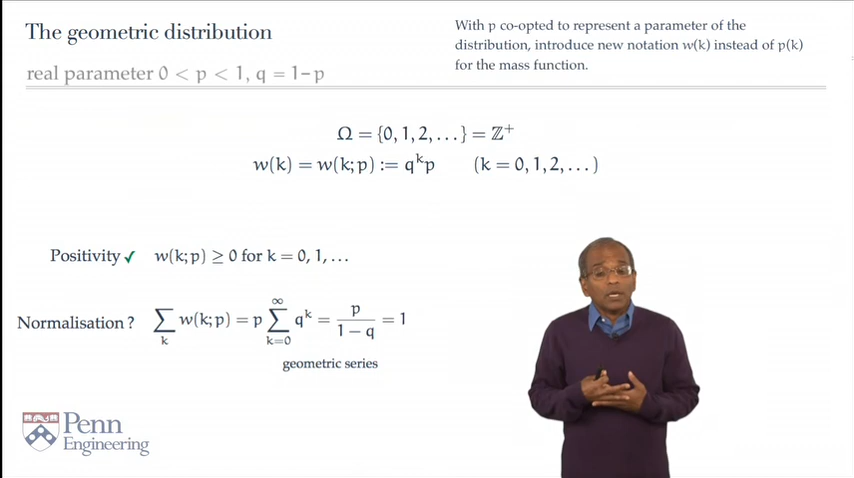 The geometric distribution
real parameter 0 < p < 1, q = 1−p
With p co-opted to represent a parameter of the
distribution, introduce new notation w(k) instead of p(k)
for the mass function.
Ω = {0, 1, 2, . . .} = ℤ⁺
w(k) = w(k; p) := qᵏp (k = 0, 1, 2, . . .)
Positivity ✓ w(k; p) ≥ 0 for k = 0, 1, . . .
Normalisation ? ∑ₖ w(k; p) = p ∑_{k=0}^{∞} qᵏ = p/(1 − q) = 1
geometric series
Penn
Engineering